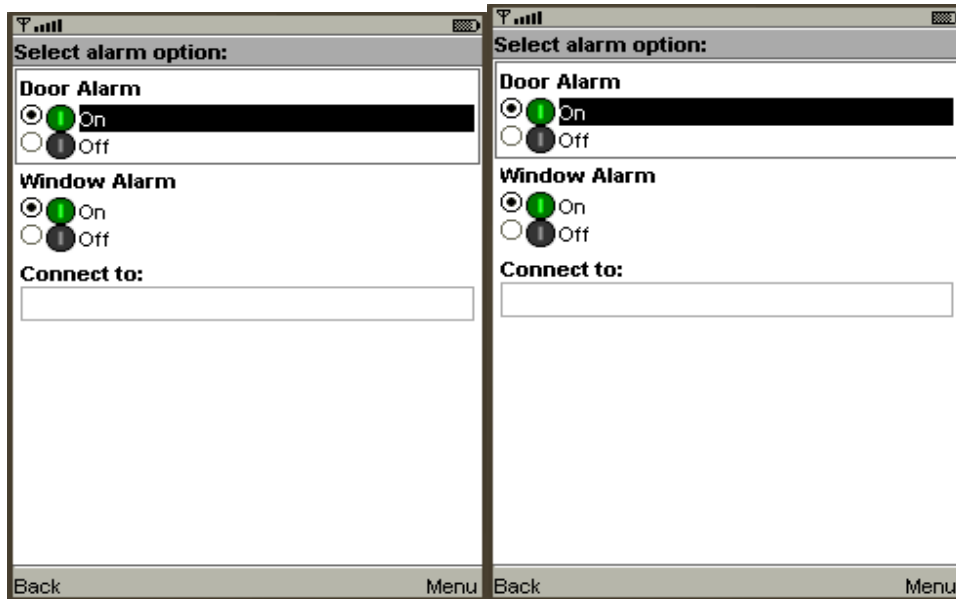 Select alarm option:
Door Alarm
On
Off
Window Alarm
On
Off
Connect to:
Back Menu
Select alarm option:
Door Alarm
On
Off
Window Alarm
On
Off
Connect to:
Back Menu